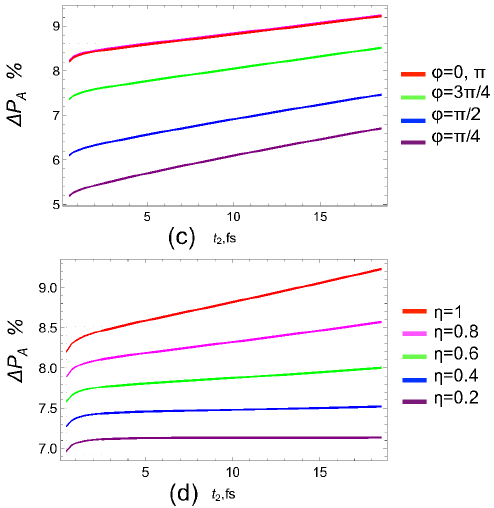 9
8
7
6
5
ΔP_A %
5
10
15
(c) t₂,fs
φ=0, π
φ=3π/4
φ=π/2
φ=π/4
9.0
8.5
8.0
7.5
7.0
ΔP_A %
5
10
15
(d) t₂,fs
η=1
η=0.8
η=0.6
η=0.4
η=0.2